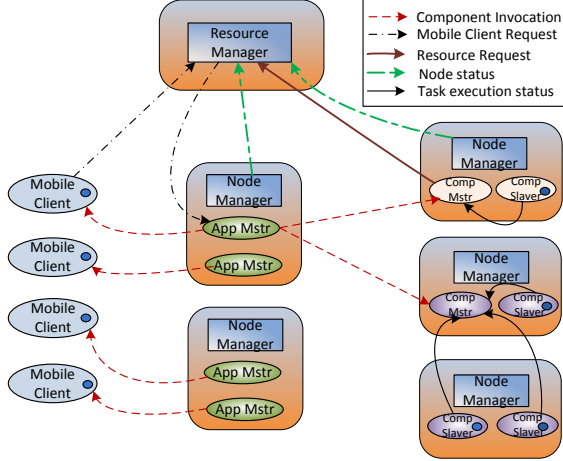 Resource
Manager
Component Invocation
Mobile Client Request
Resource Request
Node status
Task execution status
Mobile
Client
Node
Manager
App Mstr
App Mstr
Node
Manager
Comp
Mstr
Comp
Slaver
Mobile
Client
Node
Manager
Comp
Mstr
Comp
Slaver
Mobile
Client
Node
Manager
App Mstr
App Mstr
Mobile
Client
Node
Manager
Comp
Slaver
Comp
Slaver